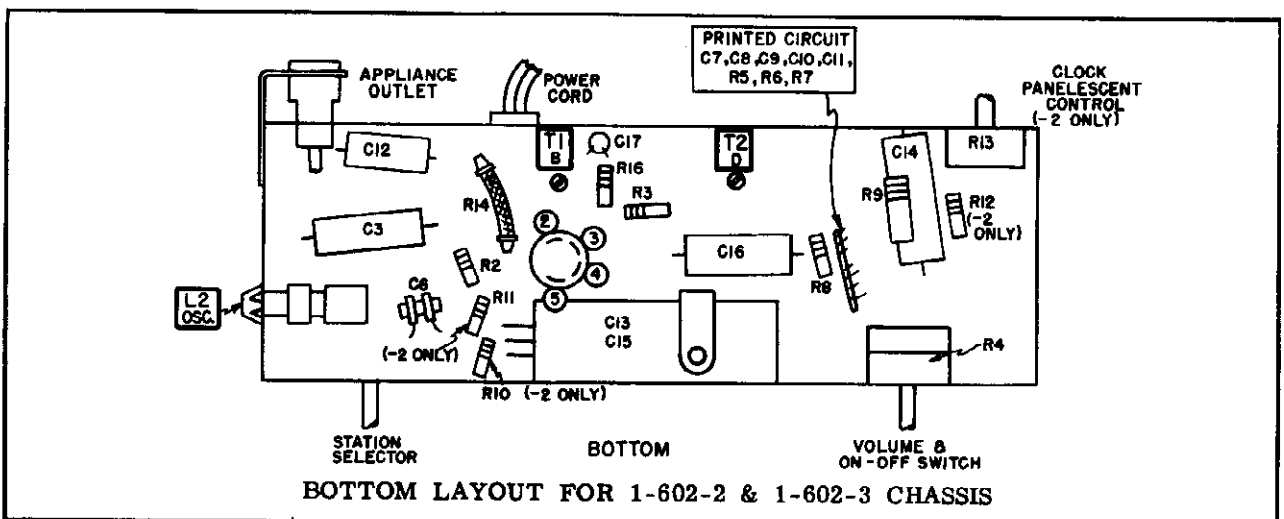 PRINTED CIRCUIT
C7,C8,C9,C10,C11,
R5,R6,R7
APPLIANCE
OUTLET
POWER
CORD
CLOCK
PANELESCENT
CONTROL
(-2 ONLY)
C12
T1
B
C17
T2
D
C14
R13
R16
R14
R3
R9
R12
(-2
ONLY)
C3
2
3
4
5
C16
R2
R8
L2
OSC.
C6
R11
C13
C15
(-2 ONLY)
R4
R10 (-2 ONLY)
STATION
SELECTOR
BOTTOM
VOLUME &
ON-OFF SWITCH
BOTTOM LAYOUT FOR 1-602-2 & 1-602-3 CHASSIS